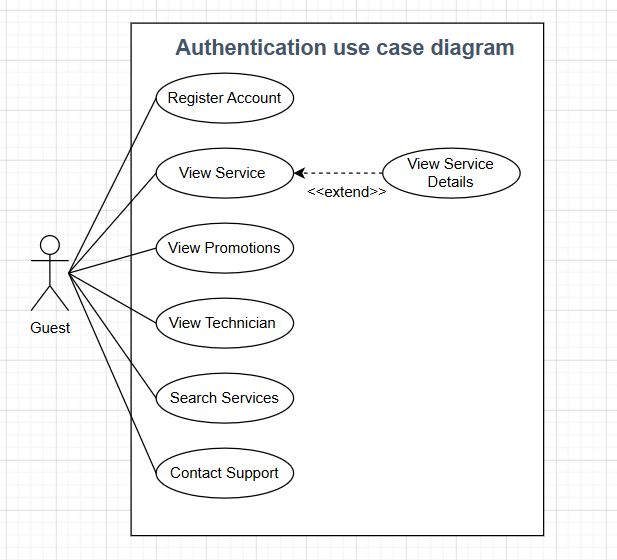 Authentication use case diagram
Register Account
View Service
<<extend>>
View Service
Details
View Promotions
Guest
View Technician
Search Services
Contact Support